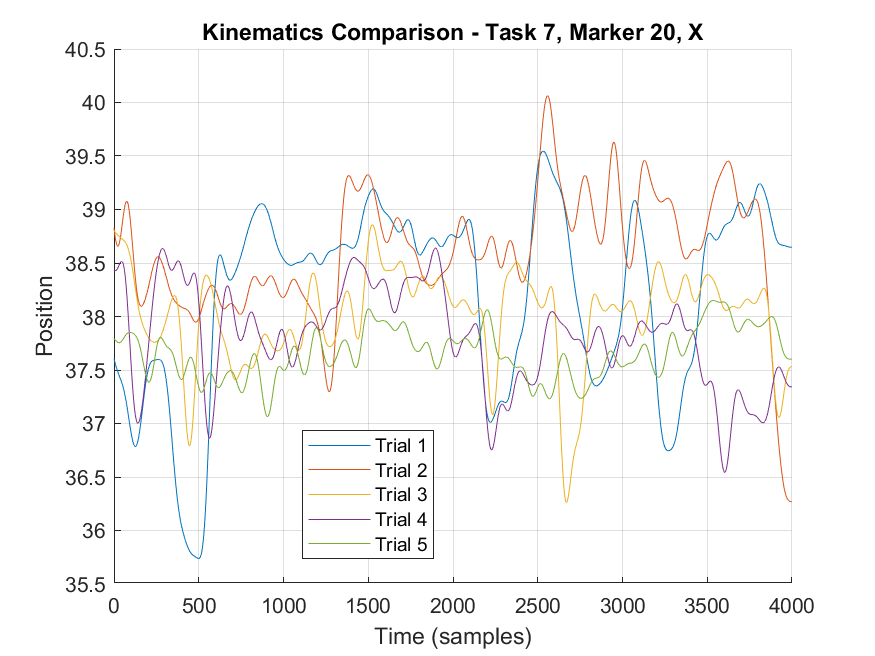 Kinematics Comparison - Task 7, Marker 20, X
40.5
40
39.5
39
38.5
38
37.5
37
36.5
36
35.5
Position
Trial 1
Trial 2
Trial 3
Trial 4
Trial 5
0 500 1000 1500 2000 2500 3000 3500 4000
Time (samples)